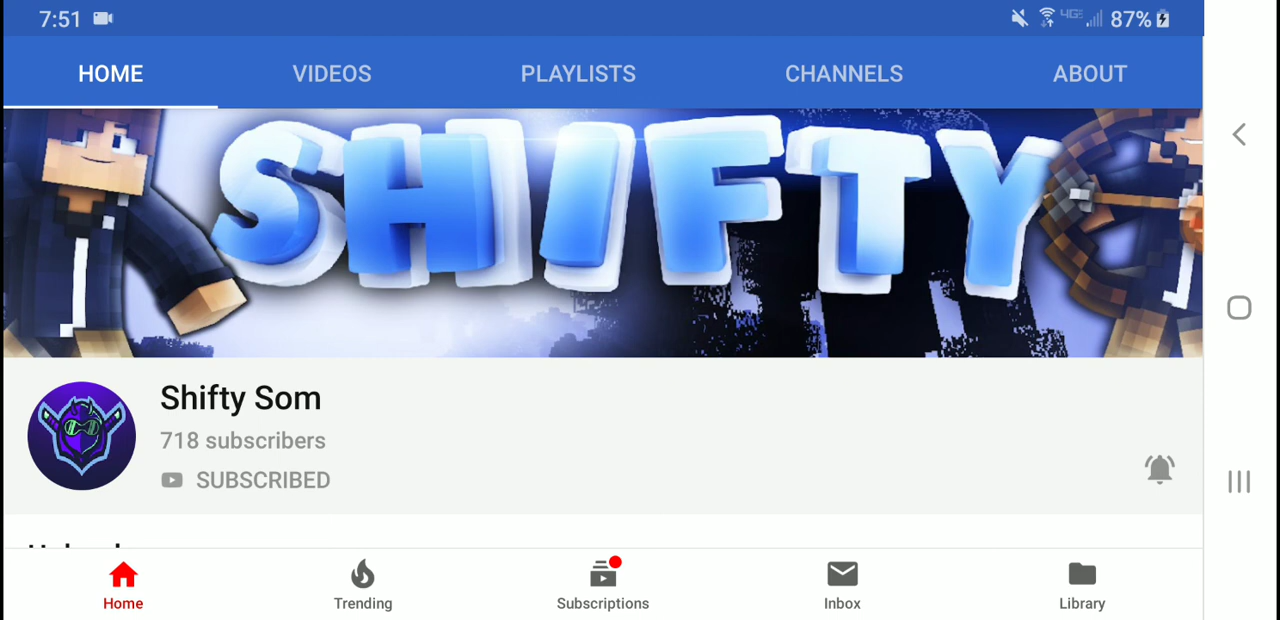 7:51 4GE 87%
HOME VIDEOS PLAYLISTS CHANNELS ABOUT
SHIFTY
Shifty Som
718 subscribers
SUBSCRIBED
Home Trending Subscriptions Inbox Library